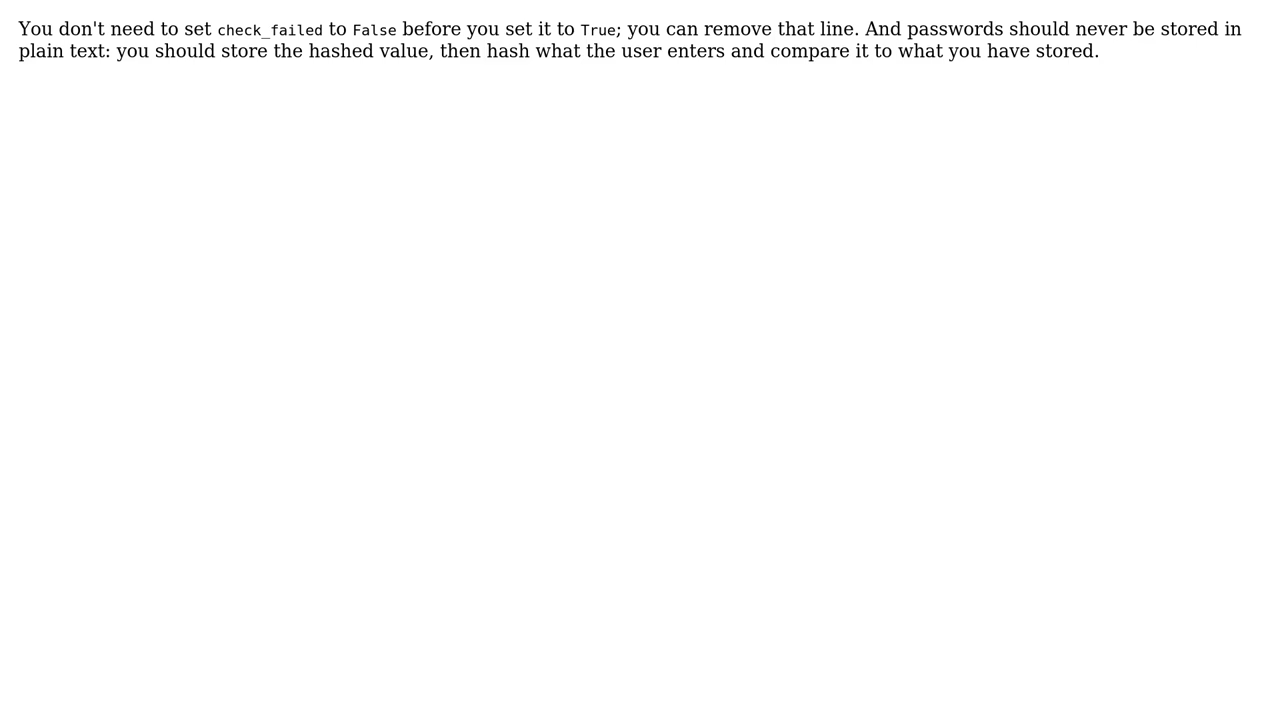 You don't need to set check_failed to False before you set it to True; you can remove that line. And passwords should never be stored in
plain text: you should store the hashed value, then hash what the user enters and compare it to what you have stored.